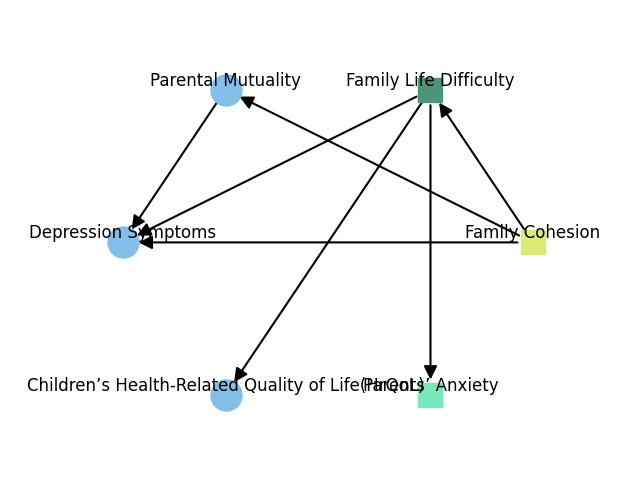 Parental Mutuality
Family Life Difficulty
Depression Symptoms
Family Cohesion
Children’s Health-Related Quality of Life (HrQoL)
Parents’ Anxiety